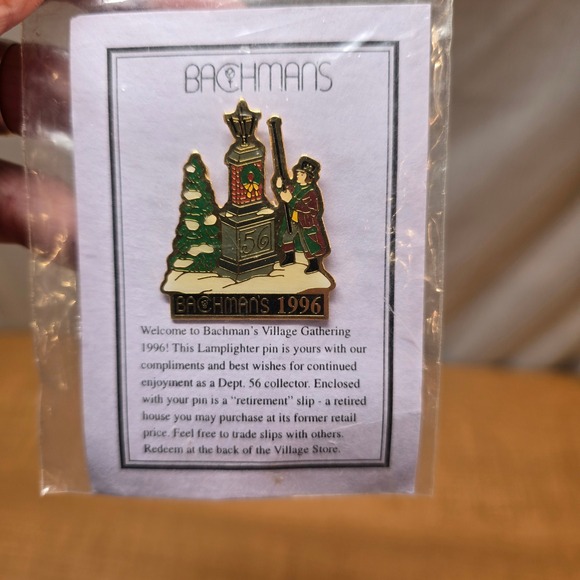 BACHMANS
56
BACHMANS 1996
Welcome to Bachman's Village Gathering
1996! This Lamplighter pin is yours with our
compliments and best wishes for continued
enjoyment as a Dept. 56 collector. Enclosed
with your pin is a "retirement" slip - a retired
house you may purchase at its former retail
price. Feel free to trade slips with others.
Redeem at the back of the Village Store.